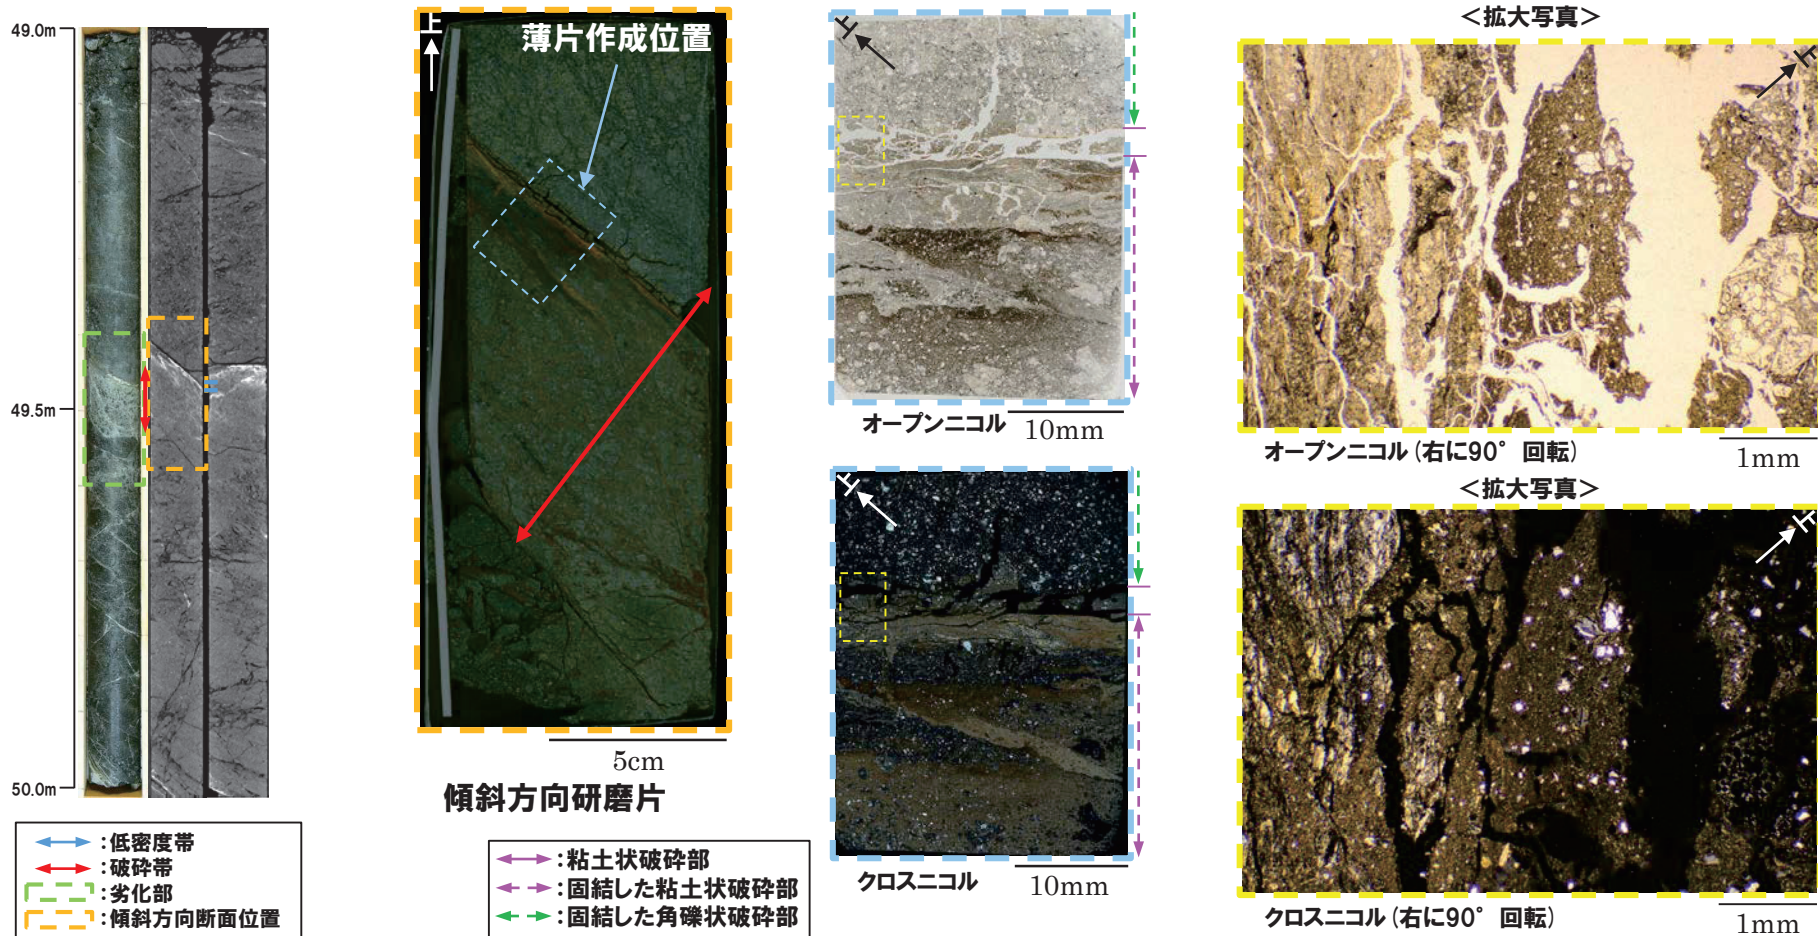 49.0m
49.5m
50.0m
:低密度帯
:破砕帯
:劣化部
:傾斜方向断面位置
上
薄片作成位置
5cm
傾斜方向研磨片
:粘土状破砕部
:固結した粘土状破砕部
:固結した角礫状破砕部
上
オープンニコル
10mm
上
クロスニコル
10mm
<拡大写真>
上
オープンニコル(右に90°回転)
1mm
<拡大写真>
上
クロスニコル(右に90°回転)
1mm